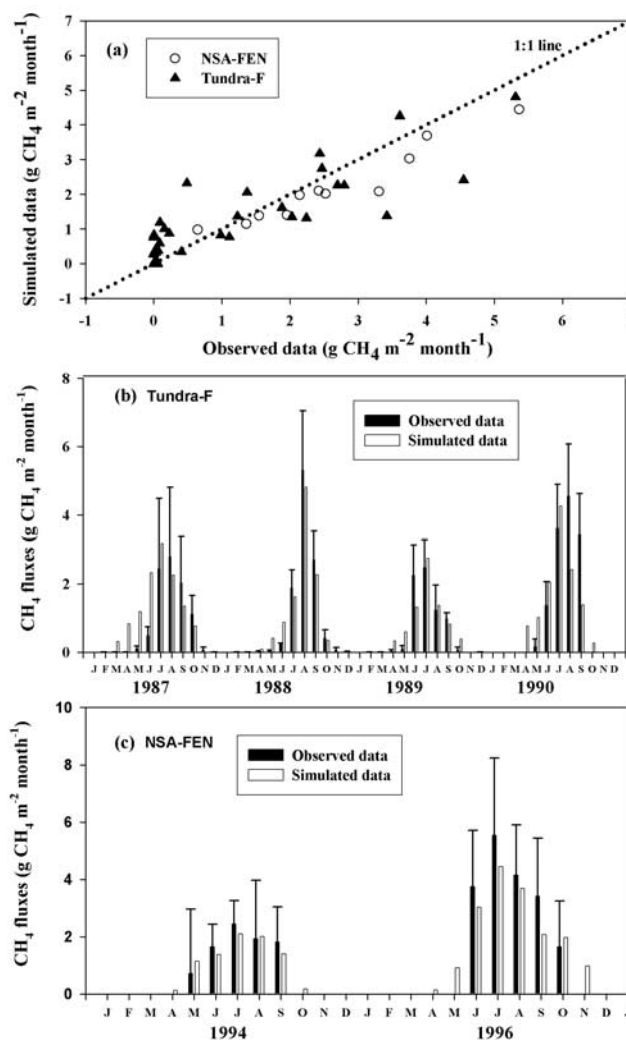 7
6
5
4
3
2
1
0
-1
(a)
NSA-FEN
Tundra-F
1:1 line
Simulated data (g CH4 m-2 month-1)
-1 0 1 2 3 4 5 6
Observed data (g CH4 m-2 month-1)
8
6
4
2
0
(b) Tundra-F
Observed data
Simulated data
CH4 fluxes (g CH4 m-2 month-1)
J F M A M J J A S O N D J F M A M J J A S O N D J F M A M J J A S O N D J F M A M J J A S O N D
1987 1988 1989 1990
10
8
6
4
2
0
(c) NSA-FEN
Observed data
Simulated data
CH4 fluxes (g CH4 m-2 month-1)
J F M A M J J A S O N D J F M A M J J A S O N D J
1994 1996